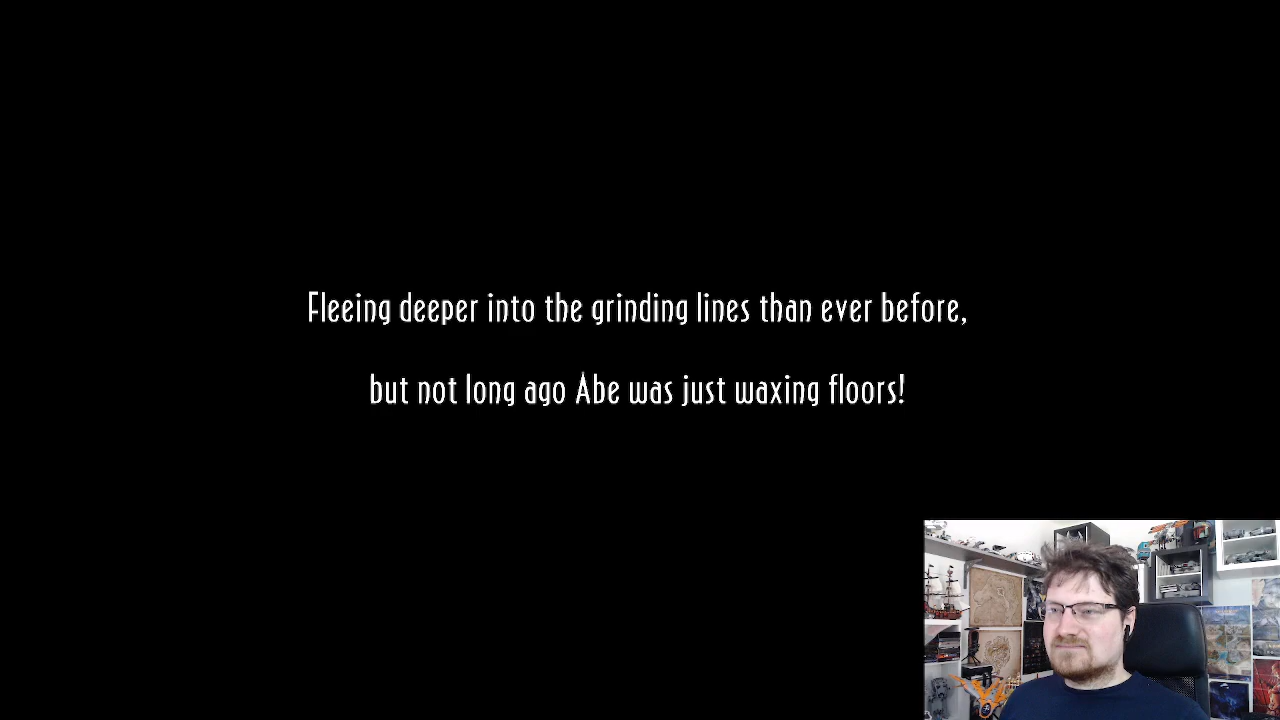 Fleeing deeper into the grinding lines than ever before,
but not long ago Abe was just waxing floors!